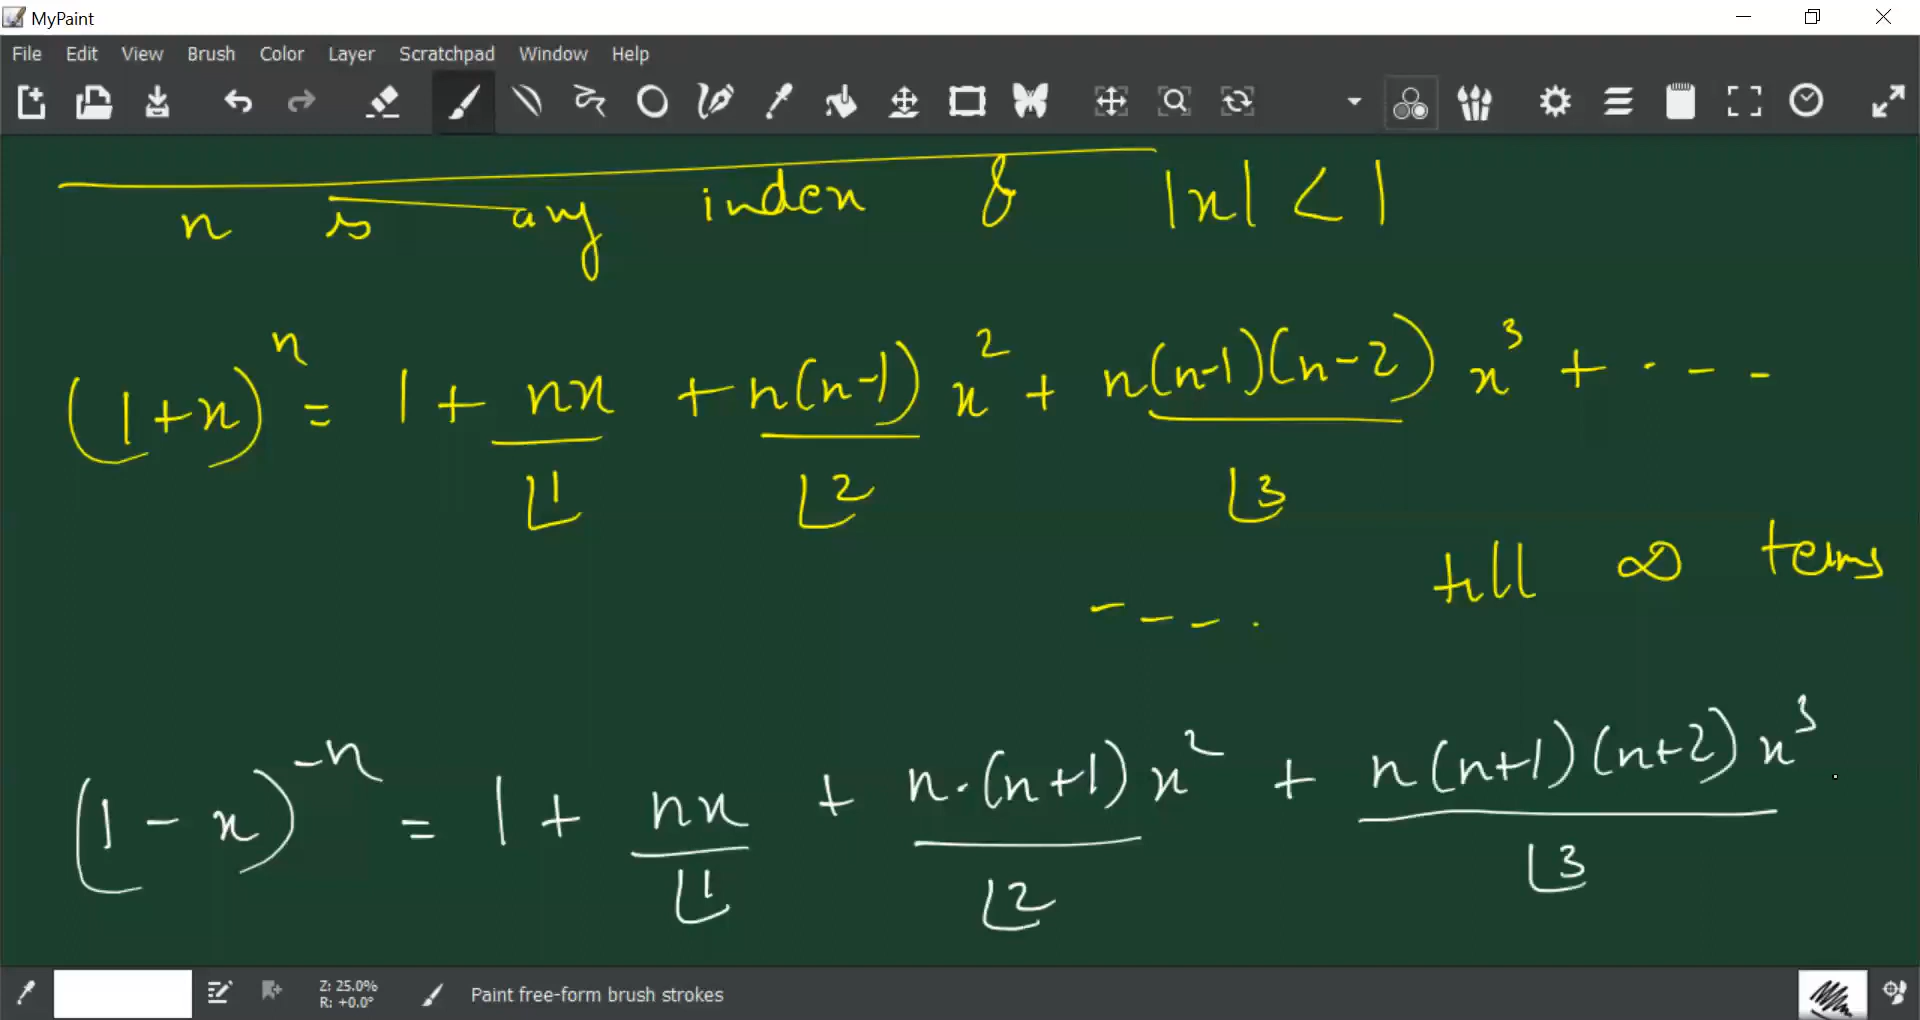 MyPaint
File Edit View Brush Color Layer Scratchpad Window Help
n is any index & |x| < 1
(1+x)^n = 1 + nx/⌊1 + n(n-1)/⌊2 x^2 + n(n-1)(n-2)/⌊3 x^3 + . - -
- - - . till ∞ terms
(1 - x)^-n = 1 + nx/⌊1 + n.(n+1)x^2/⌊2 + n(n+1)(n+2)x^3/⌊3
Z: 25.0%
R: +0.0°
Paint free-form brush strokes